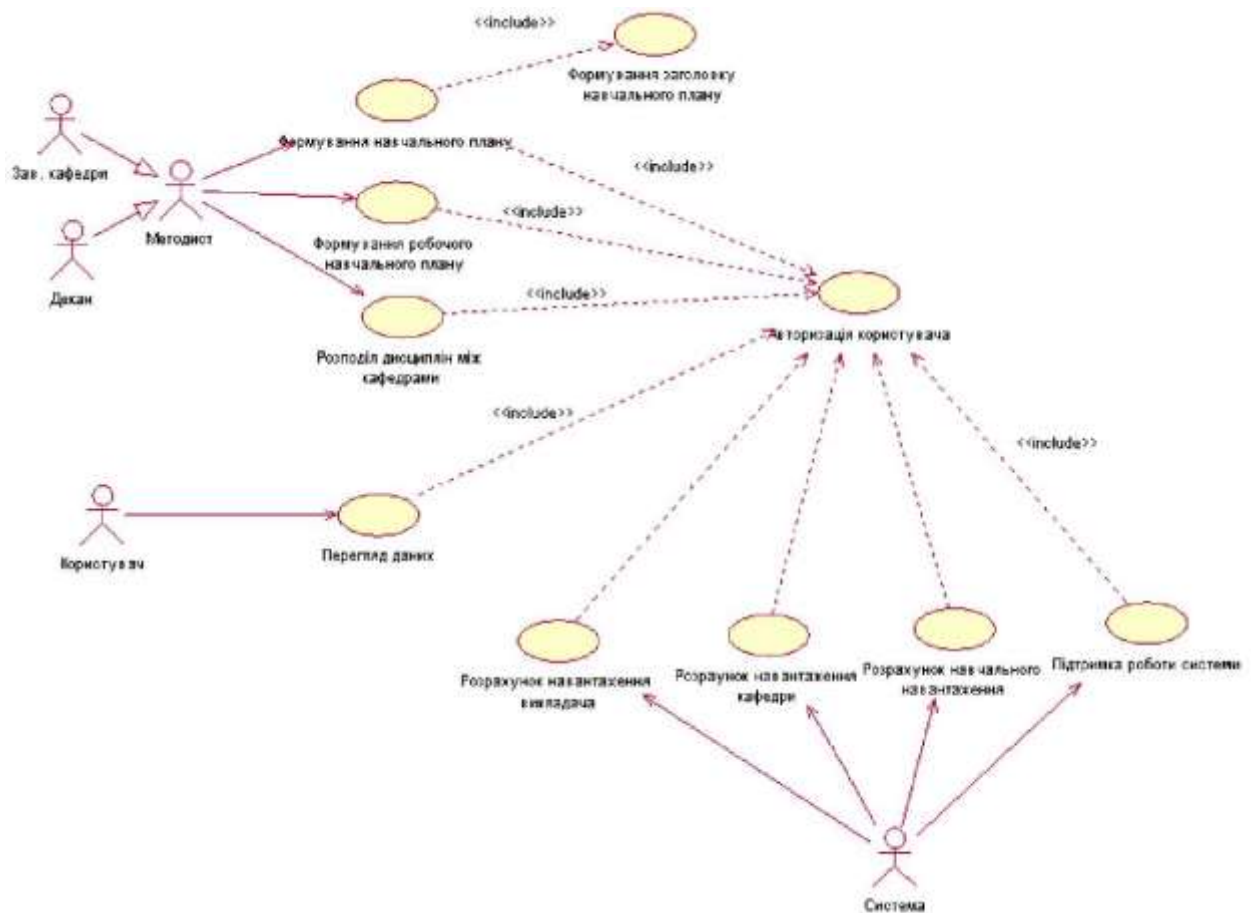 <<include>>
Формування заголовку
навчального плану
Формування навчального плану
<<include>>
Зав. кафедри
Методист
<<include>>
Формування робочого
навчального плану
Декан
<<include>>
Авторизація користувача
Розподіл дисциплін між
кафедрами
<<include>>
<<include>>
Користувач
Перегляд даних
Розрахунок навантаження
викладача
Розраунок навантаження
кафедри
Розрахунок навчального
навантаження
Підтримка роботи системи
Система